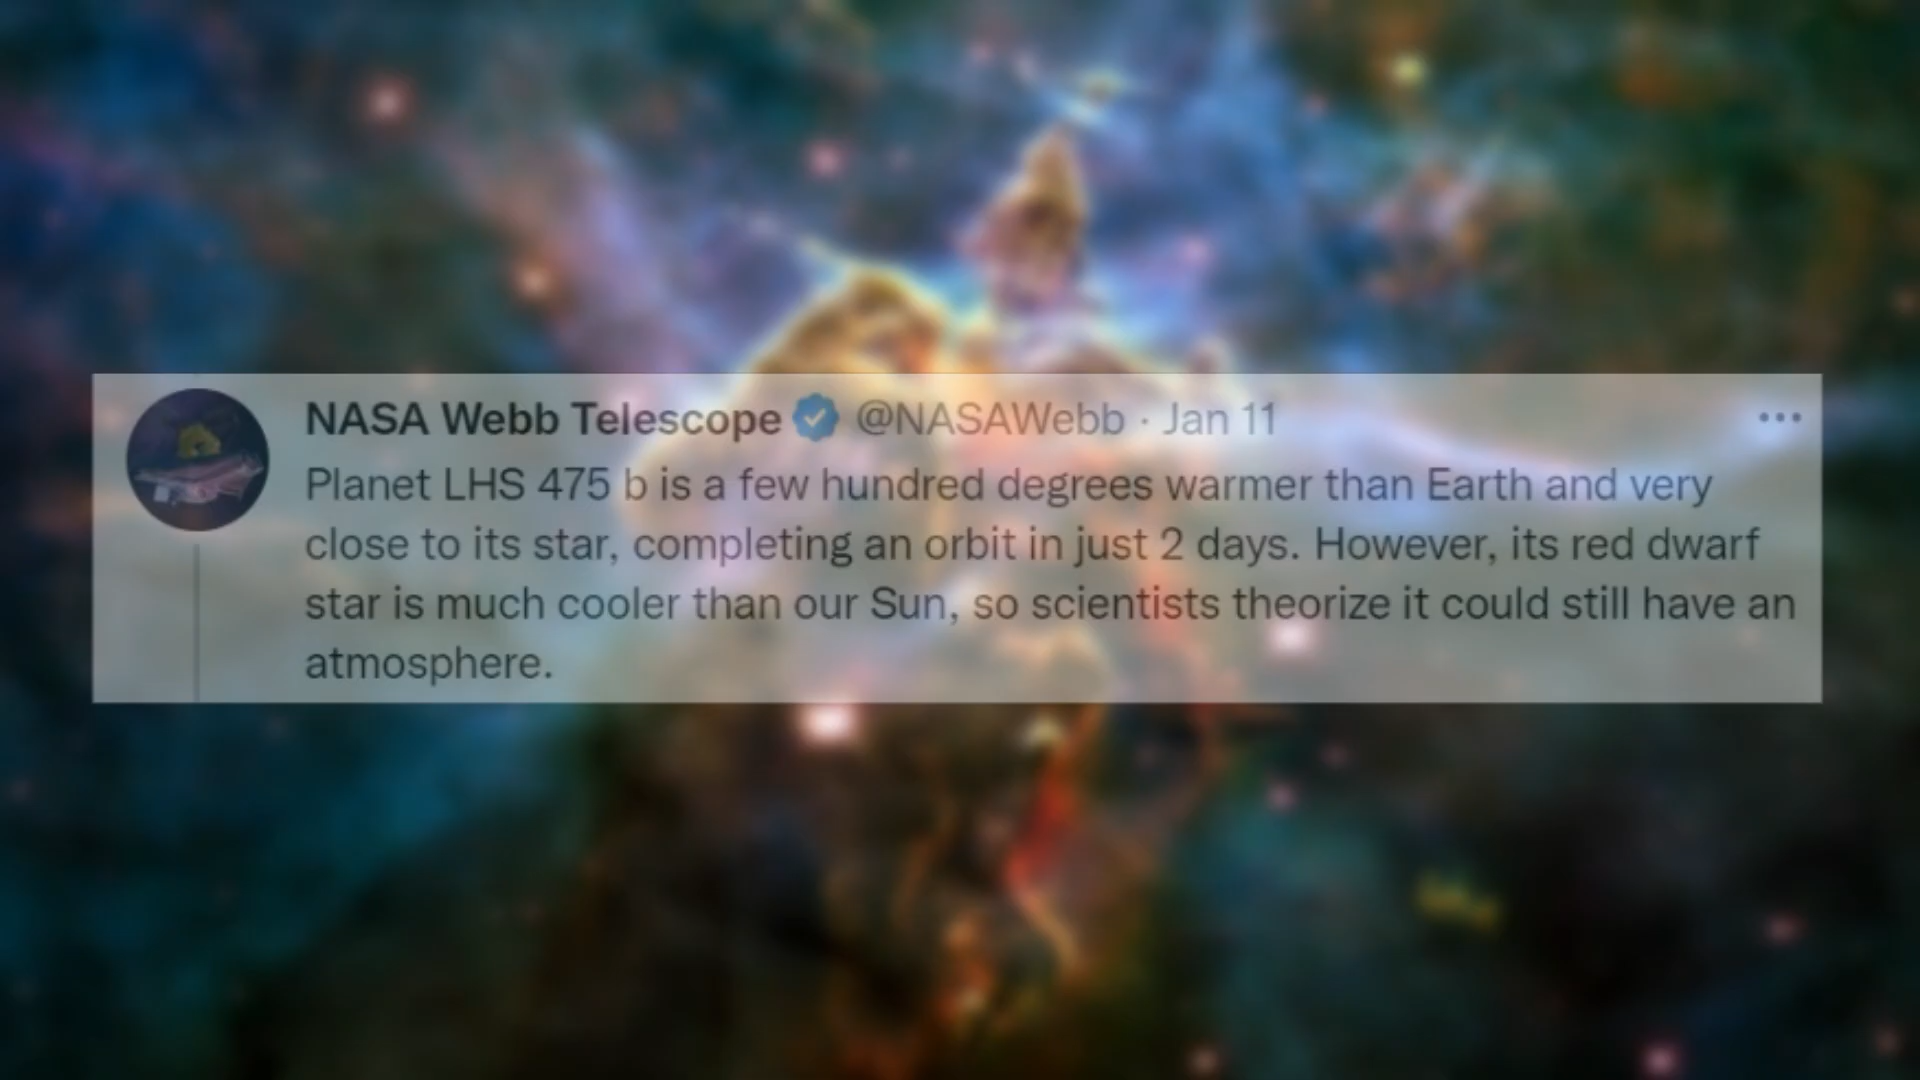 NASA Webb Telescope @NASAWebb · Jan 11
Planet LHS 475 b is a few hundred degrees warmer than Earth and very
close to its star, completing an orbit in just 2 days. However, its red dwarf
star is much cooler than our Sun, so scientists theorize it could still have an
atmosphere.